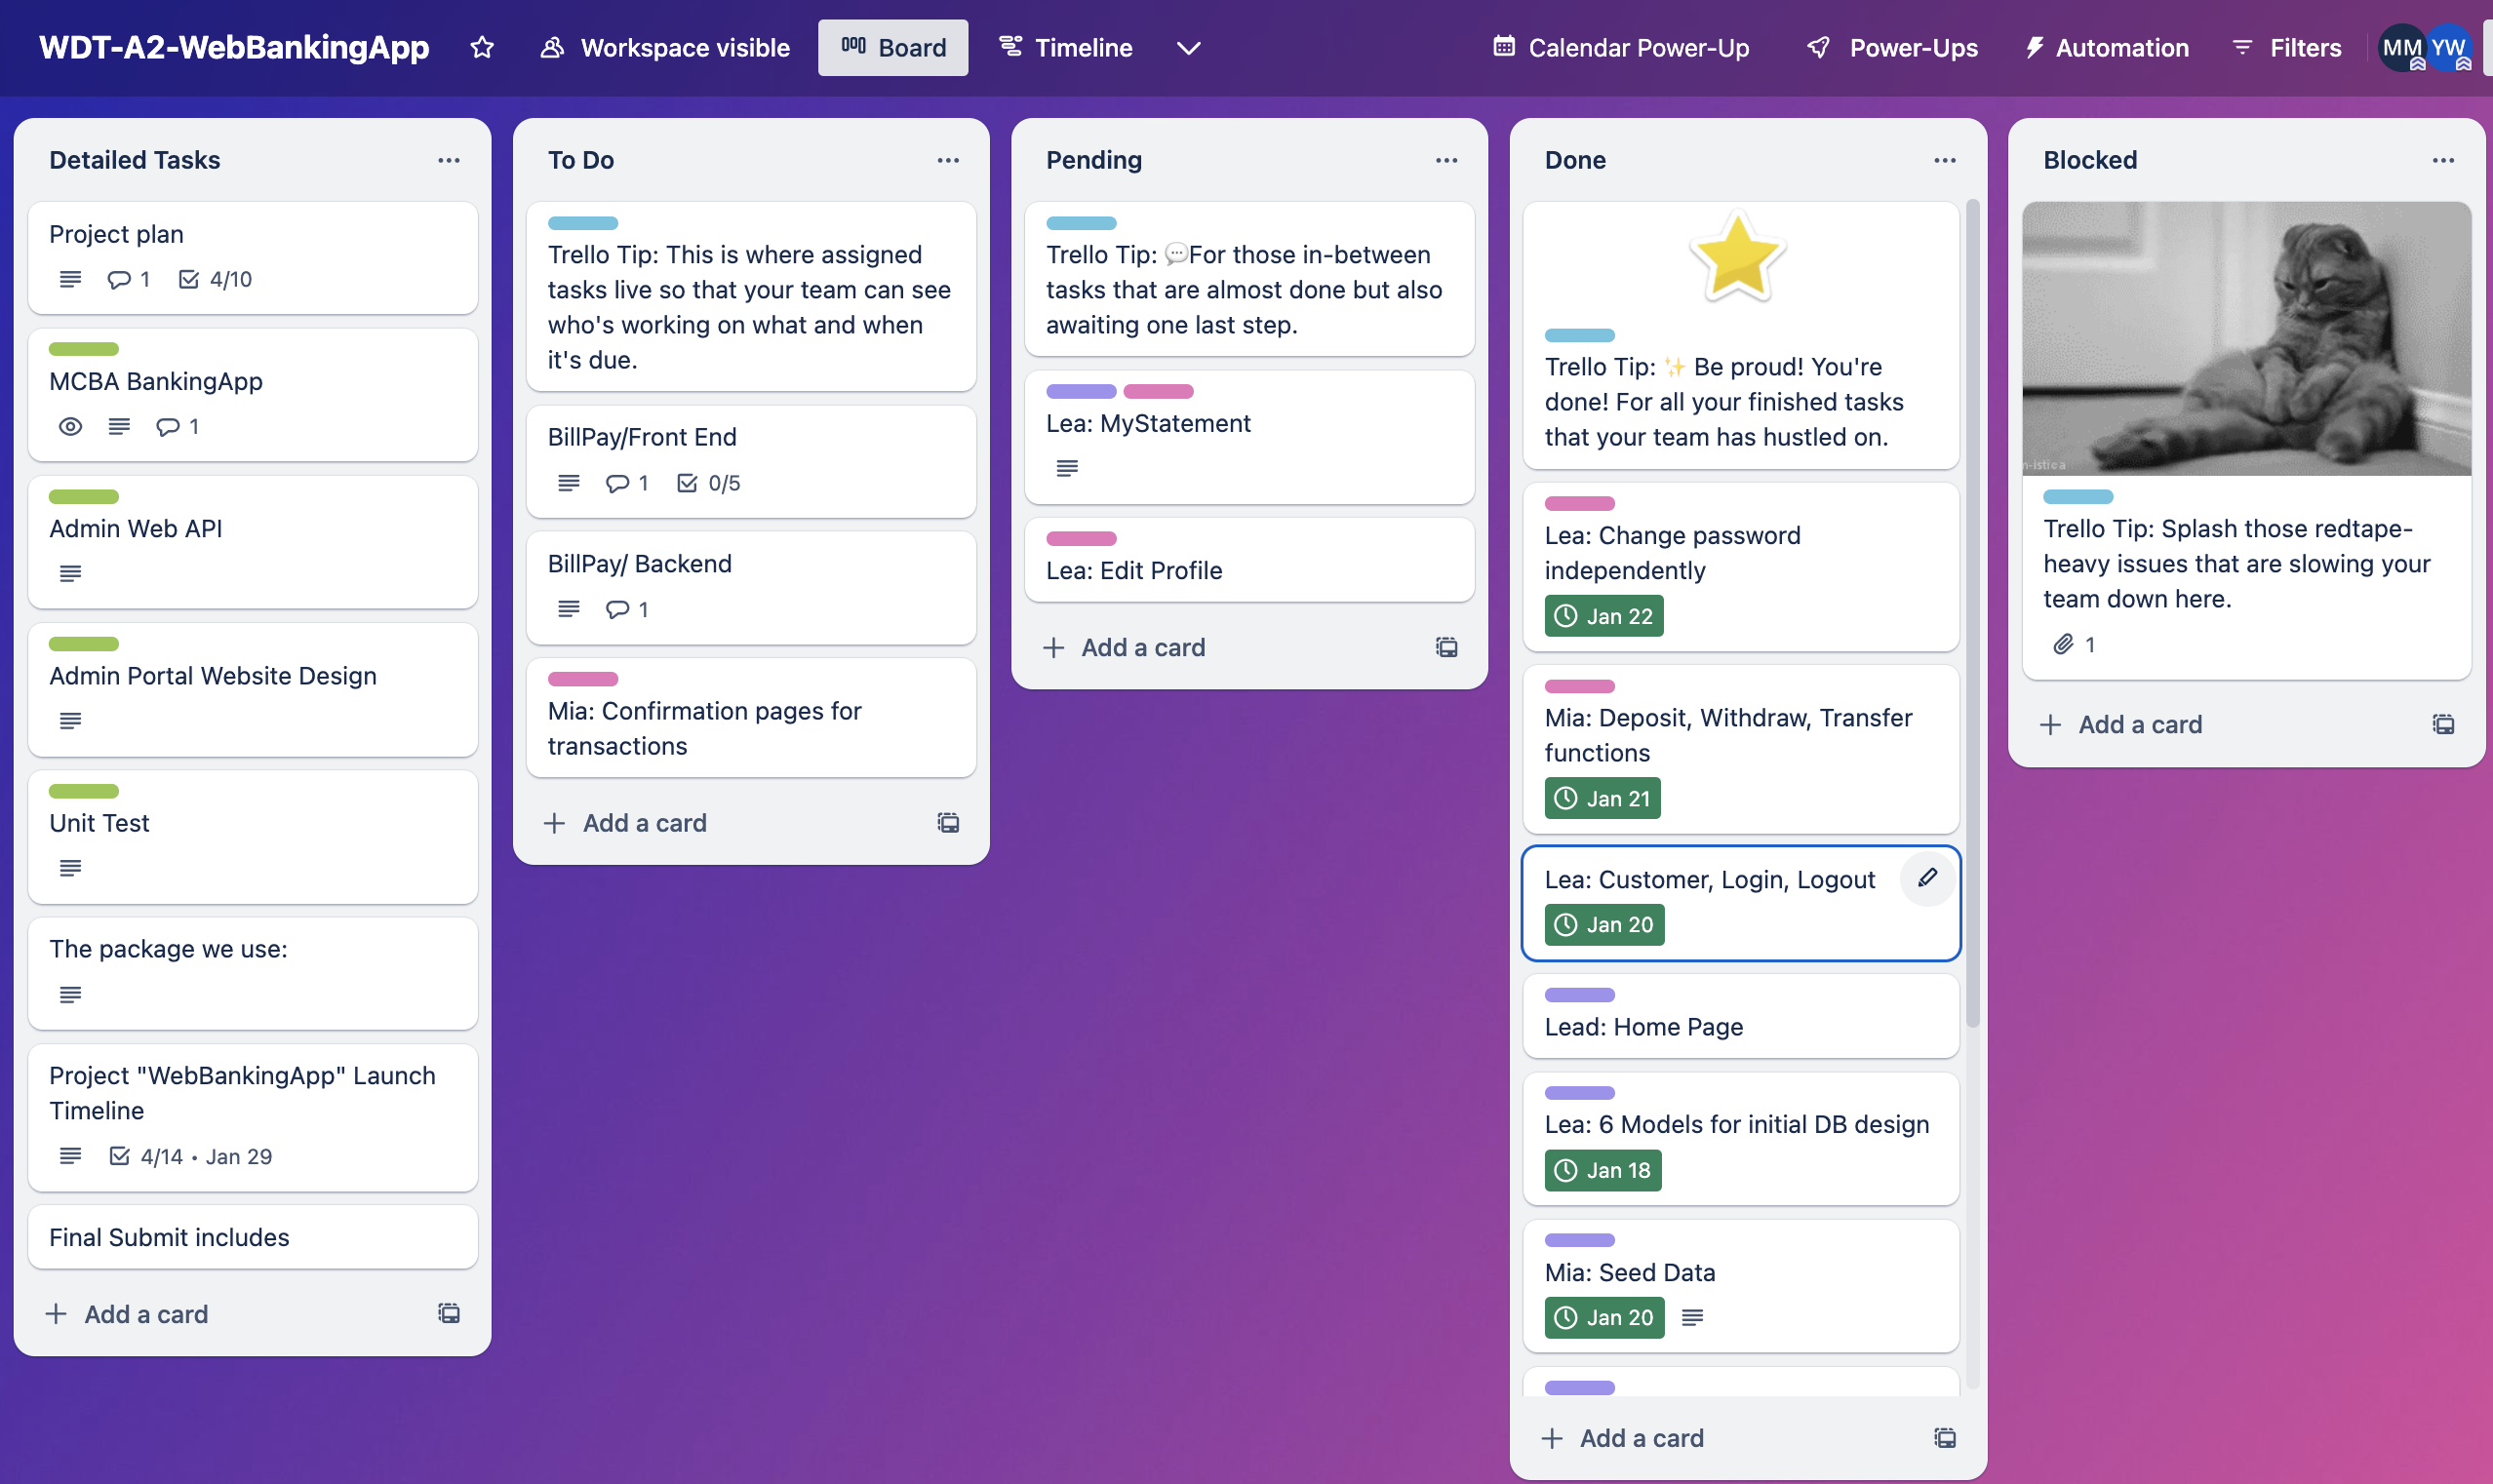 WDT-A2-WebBankingApp
Workspace visible
Board
Timeline
Calendar Power-Up
Power-Ups
Automation
Filters
MM
YW
Detailed Tasks
Project plan
1
4/10
MCBA BankingApp
1
Admin Web API
Admin Portal Website Design
Unit Test
The package we use:
Project "WebBankingApp" Launch
Timeline
4/14 • Jan 29
Final Submit includes
Add a card
To Do
Trello Tip: This is where assigned
tasks live so that your team can see
who's working on what and when
it's due.
BillPay/Front End
1
0/5
BillPay/ Backend
1
Mia: Confirmation pages for
transactions
Add a card
Pending
Trello Tip: 💬For those in-between
tasks that are almost done but also
awaiting one last step.
Lea: MyStatement
Lea: Edit Profile
Add a card
Done
Trello Tip: ✨ Be proud! You're
done! For all your finished tasks
that your team has hustled on.
Lea: Change password
independently
Jan 22
Mia: Deposit, Withdraw, Transfer
functions
Jan 21
Lea: Customer, Login, Logout
Jan 20
Lead: Home Page
Lea: 6 Models for initial DB design
Jan 18
Mia: Seed Data
Jan 20
Add a card
Blocked
Trello Tip: Splash those redtape-
heavy issues that are slowing your
team down here.
1
Add a card